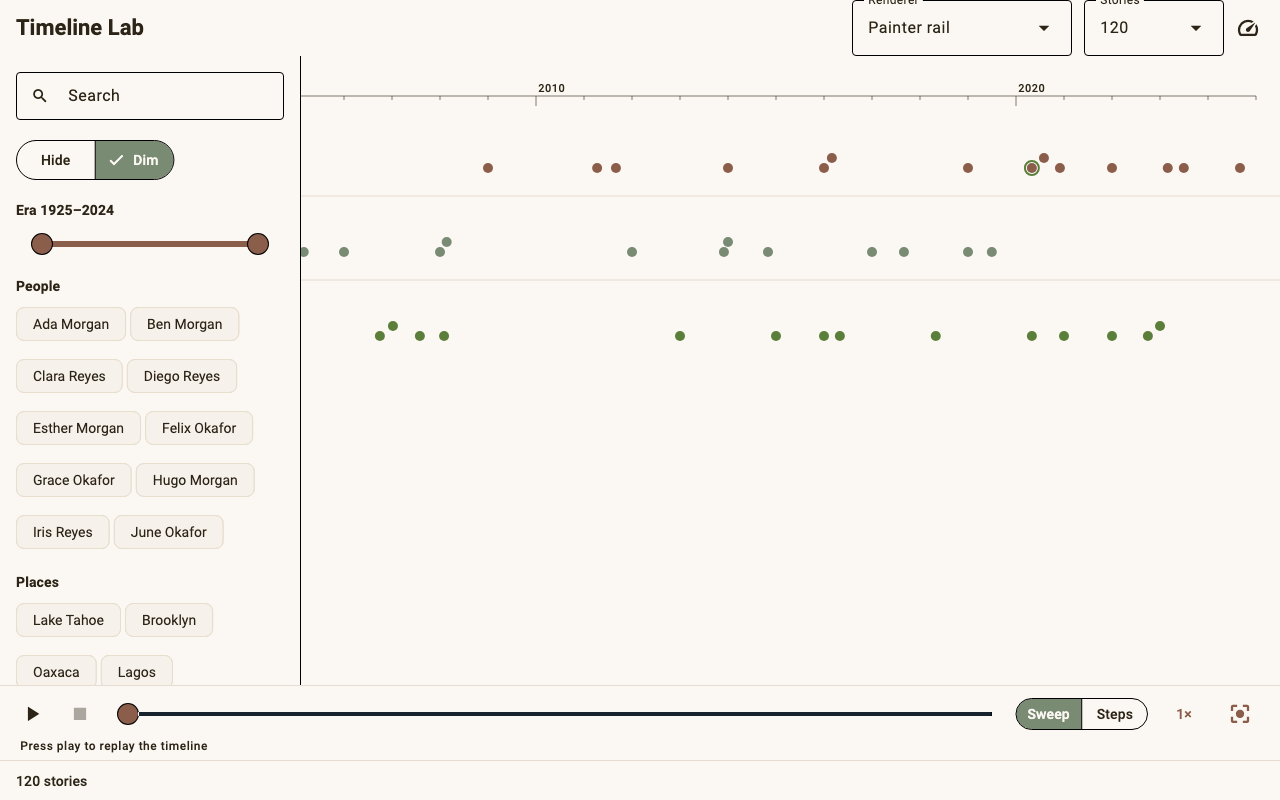 Timeline Lab
Renderer
Stories
Painter rail
120
Search
Hide
Dim
Era 1925–2024
People
Ada Morgan
Ben Morgan
Clara Reyes
Diego Reyes
Esther Morgan
Felix Okafor
Grace Okafor
Hugo Morgan
Iris Reyes
June Okafor
Places
Lake Tahoe
Brooklyn
Oaxaca
Lagos
2010
2020
Sweep
Steps
1×
Press play to replay the timeline
120 stories